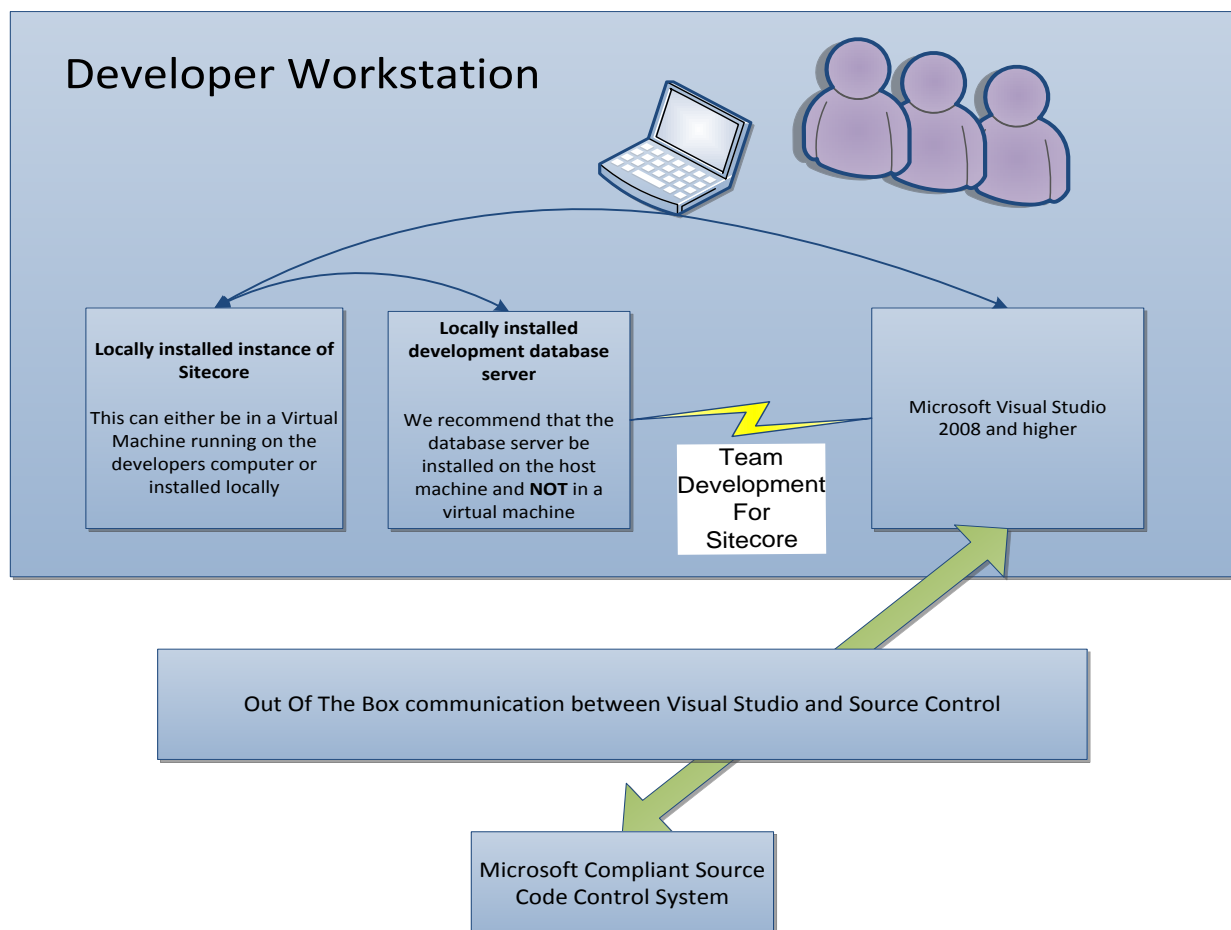 Developer Workstation
Locally installed instance of
Sitecore
This can either be in a Virtual
Machine running on the
developers computer or
installed locally
Locally installed
development database
server
We recommend that the
database server be
installed on the host
machine and NOT in a
virtual machine
Team
Development
For
Sitecore
Microsoft Visual Studio
2008 and higher
Out Of The Box communication between Visual Studio and Source Control
Microsoft Compliant Source
Code Control System